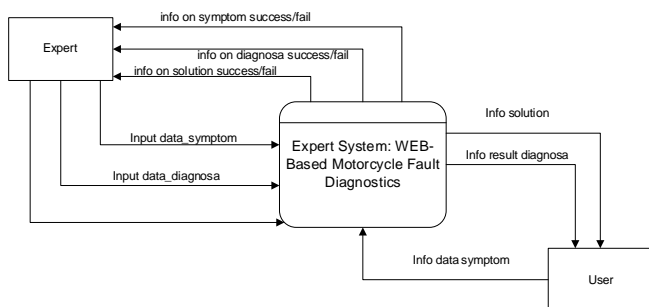 info on symptom success/fail
Expert
info on diagnosa success/fail
info on solution success/fail
Info solution
Input data_symptom
Expert System: WEB-
Based Motorcycle Fault
Diagnostics
Info result diagnosa
Input data_diagnosa
Info data symptom
User